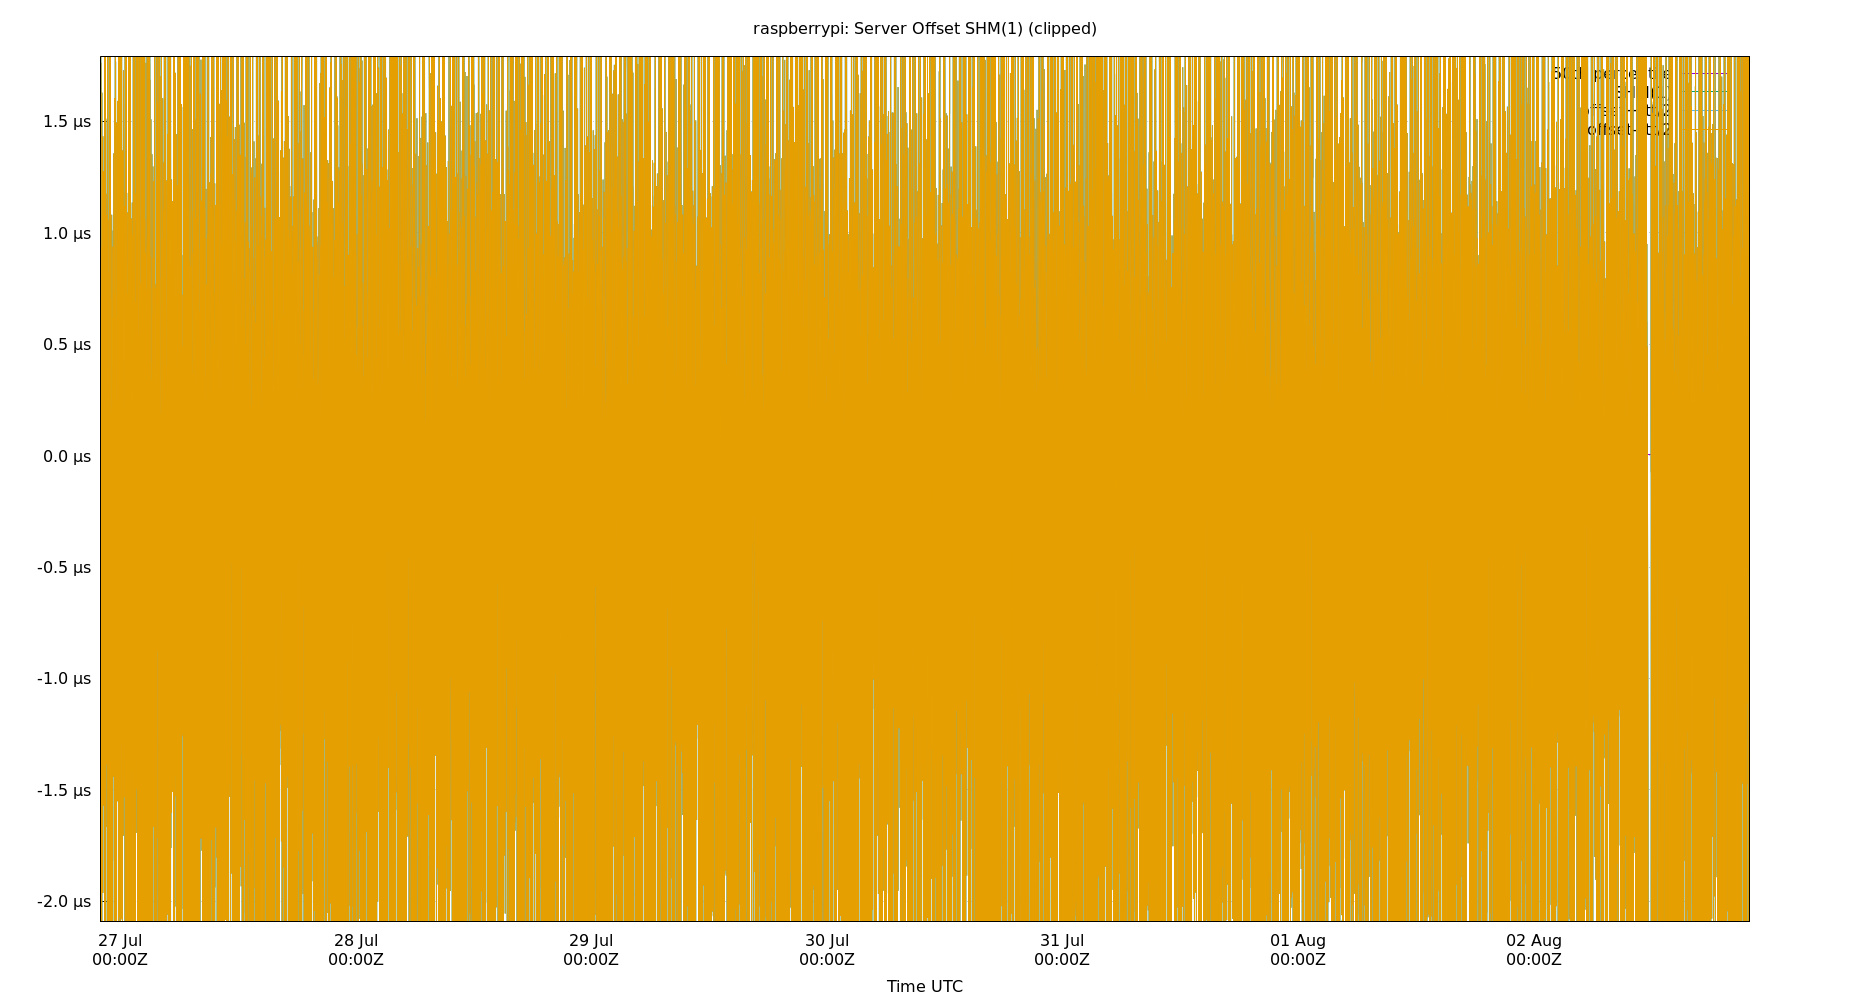 raspberrypi: Server Offset SHM(1) (clipped)
1.5 µs
1.0 µs
0.5 µs
0.0 µs
-0.5 µs
-1.0 µs
-1.5 µs
-2.0 µs
27 Jul 28 Jul 29 Jul 30 Jul 31 Jul 01 Aug 02 Aug
00:00Z 00:00Z 00:00Z 00:00Z 00:00Z 00:00Z 00:00Z
Time UTC